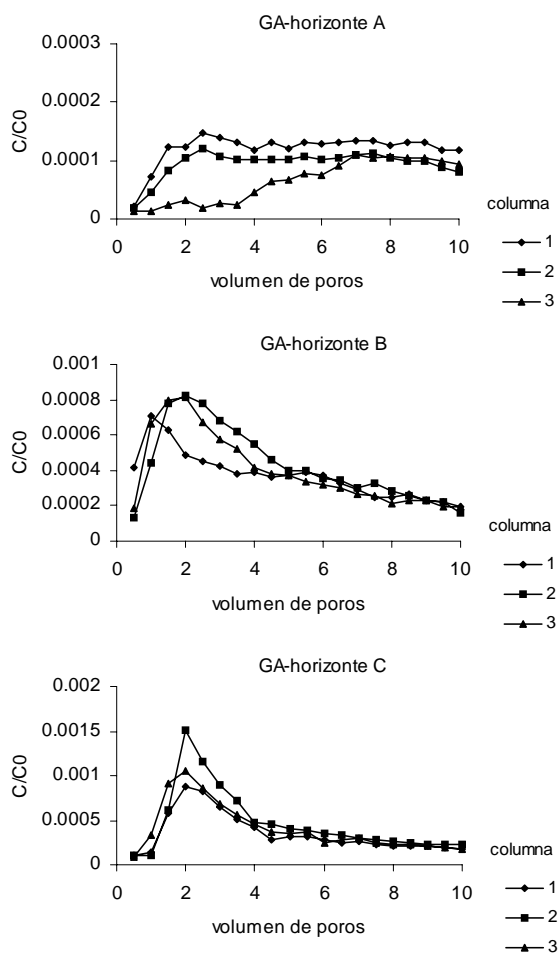 GA-horizonte A
0.0003
0.0002
0.0001
0
C/C0
0 2 4 6 8 10
volumen de poros
columna
1
2
3
GA-horizonte B
0.001
0.0008
0.0006
0.0004
0.0002
0
C/C0
0 2 4 6 8 10
volumen de poros
columna
1
2
3
GA-horizonte C
0.002
0.0015
0.001
0.0005
0
C/C0
0 2 4 6 8 10
volumen de poros
columna
1
2
3